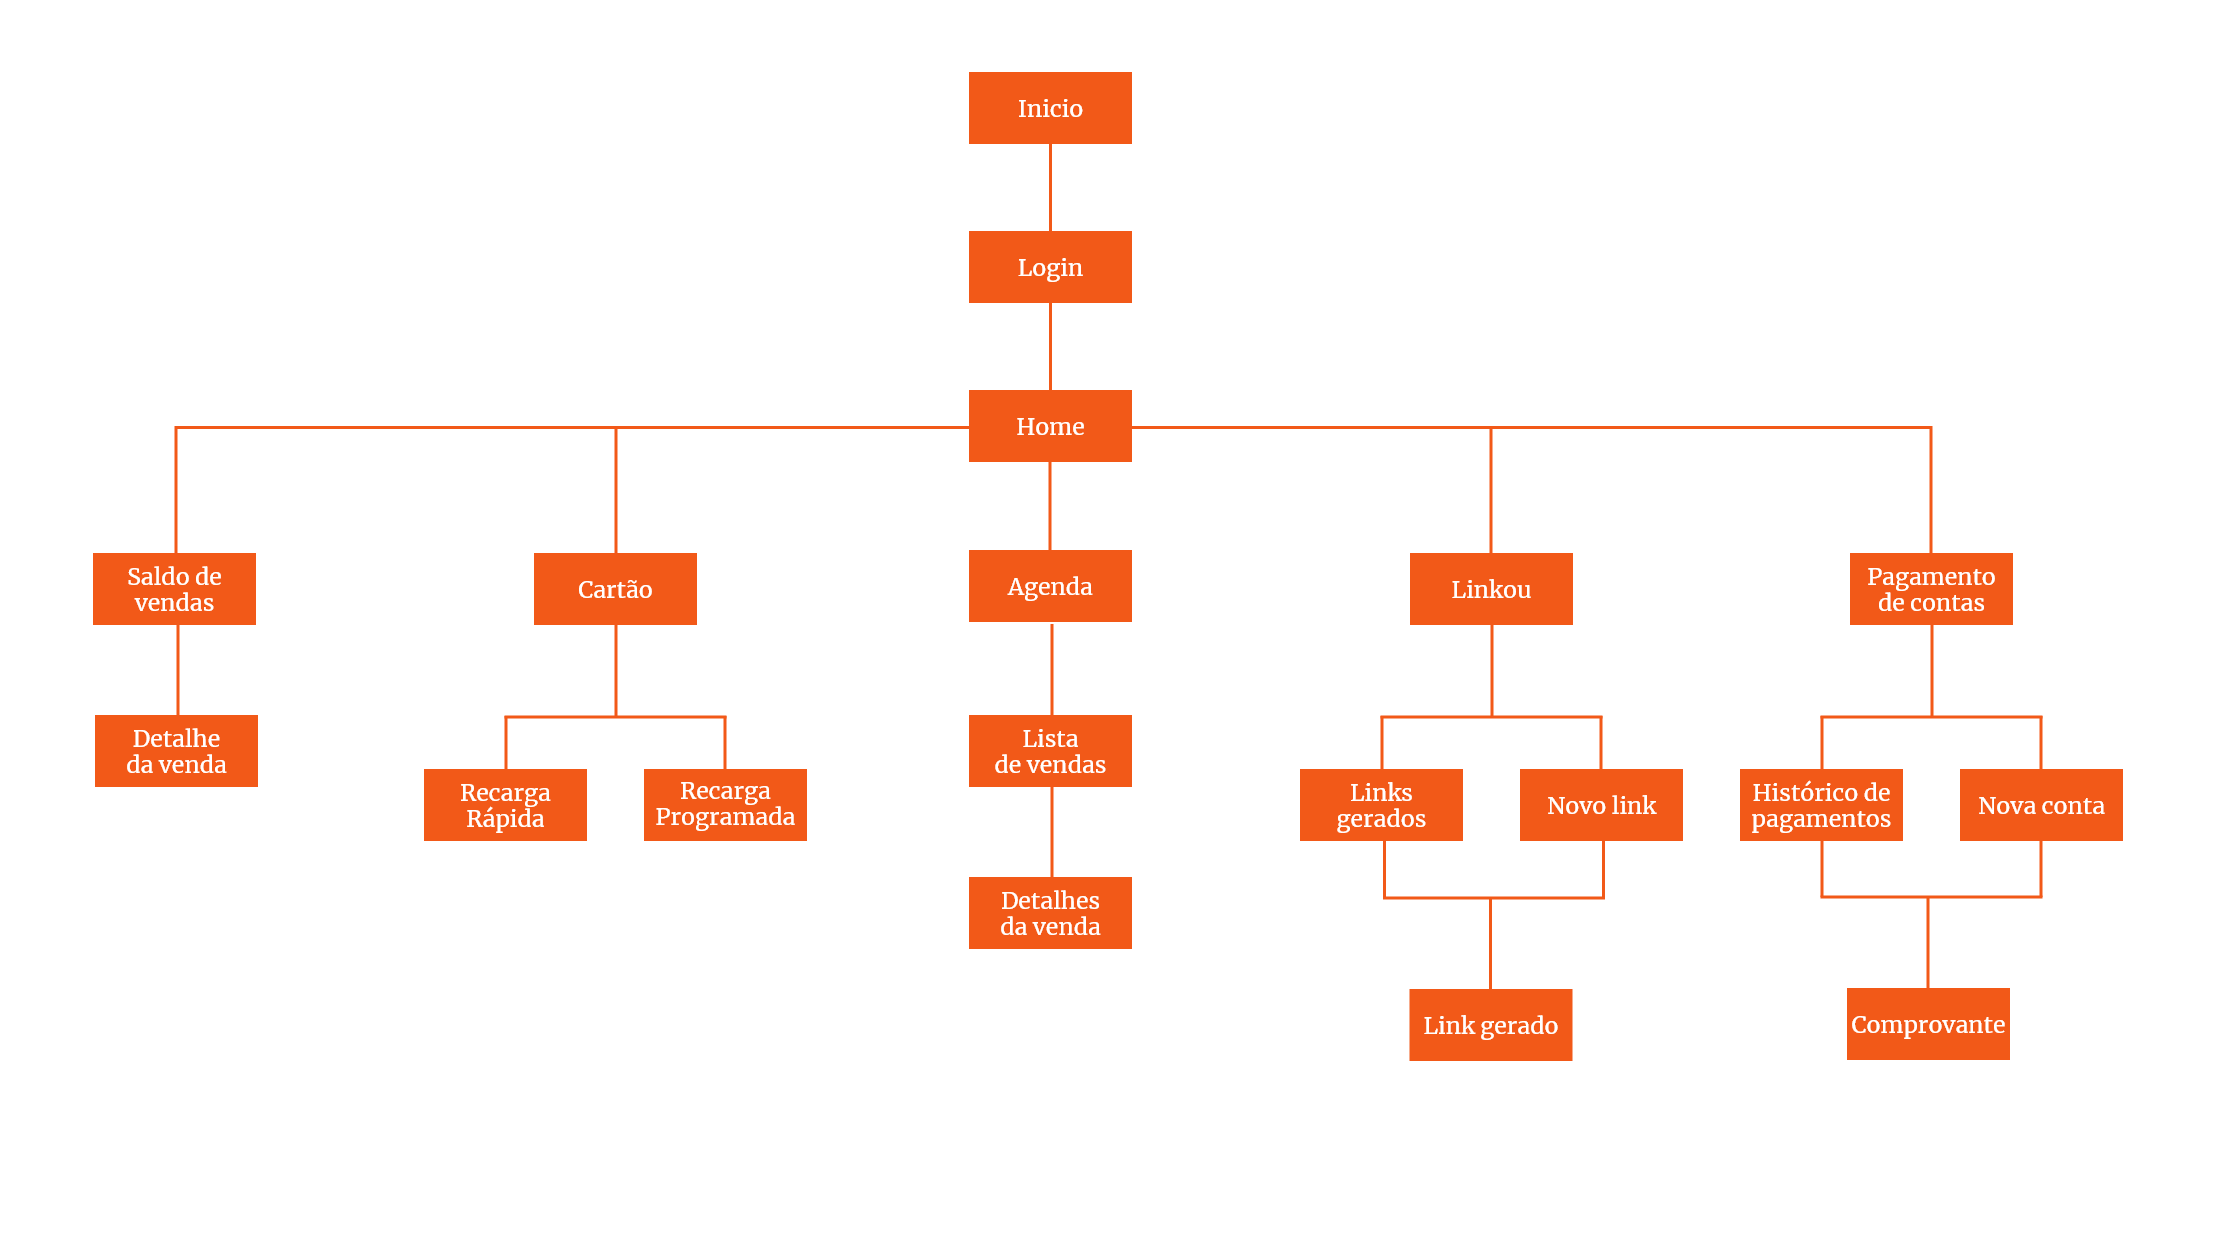 Inicio
Login
Home
Saldo de
vendas
Cartão
Agenda
Linkou
Pagamento
de contas
Detalhe
da venda
Recarga
Rápida
Recarga
Programada
Lista
de vendas
Links
gerados
Novo link
Histórico de
pagamentos
Nova conta
Detalhes
da venda
Link gerado
Comprovante